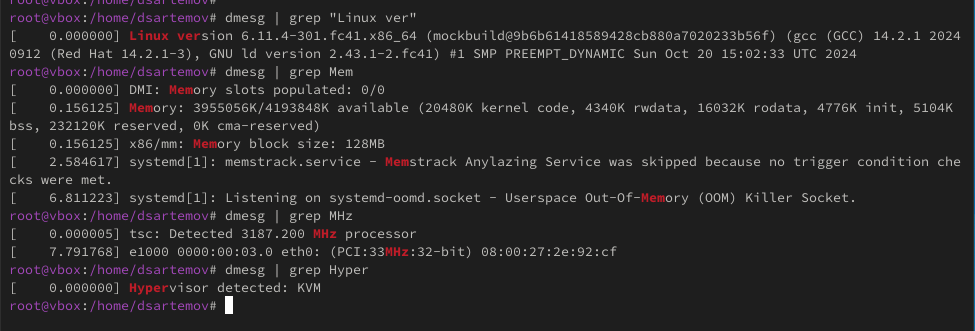 root@vbox:/home/dsartemov#
root@vbox:/home/dsartemov# dmesg | grep "Linux ver"
[    0.000000] Linux version 6.11.4-301.fc41.x86_64 (mockbuild@9b6b61418589428cb880a7020233b56f) (gcc (GCC) 14.2.1 2024
0912 (Red Hat 14.2.1-3), GNU ld version 2.43.1-2.fc41) #1 SMP PREEMPT_DYNAMIC Sun Oct 20 15:02:33 UTC 2024
root@vbox:/home/dsartemov# dmesg | grep Mem
[    0.000000] DMI: Memory slots populated: 0/0
[    0.156125] Memory: 3955056K/4193848K available (20480K kernel code, 4340K rwdata, 16032K rodata, 4776K init, 5104K
bss, 232120K reserved, 0K cma-reserved)
[    0.156125] x86/mm: Memory block size: 128MB
[    2.584617] systemd[1]: memstrack.service - Memstrack Anylazing Service was skipped because no trigger condition che
cks were met.
[    6.811223] systemd[1]: Listening on systemd-oomd.socket - Userspace Out-Of-Memory (OOM) Killer Socket.
root@vbox:/home/dsartemov# dmesg | grep MHz
[    0.000005] tsc: Detected 3187.200 MHz processor
[    7.791768] e1000 0000:00:03.0 eth0: (PCI:33MHz:32-bit) 08:00:27:2e:92:cf
root@vbox:/home/dsartemov# dmesg | grep Hyper
[    0.000000] Hypervisor detected: KVM
root@vbox:/home/dsartemov#